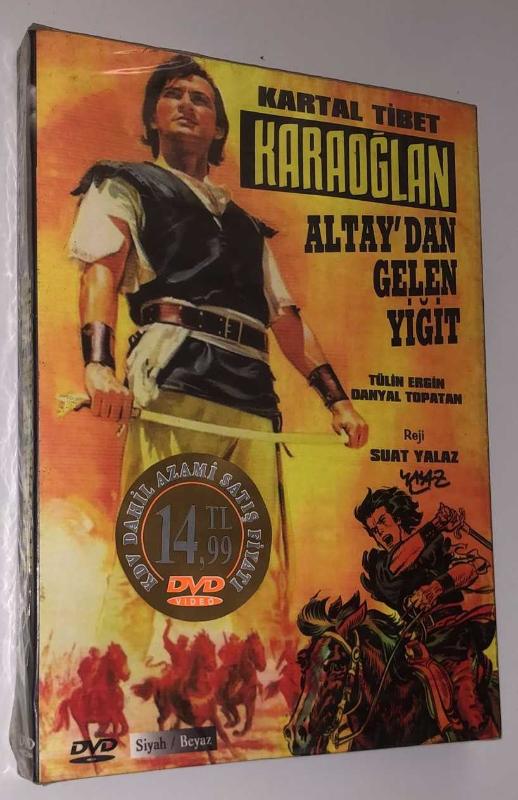 KARTAL TİBET
KARAOĞLAN
ALTAY'DAN
GELEN
YİĞİT
TÜLİN ERGİN
DANYAL TOPATAN
Reji
SUAT YALAZ
YALAZ
KDV DAHİL AZAMİ SATIŞ FİYATI
14,99 TL
DVD
VIDEO
DVD
Siyah / Beyaz
DVD